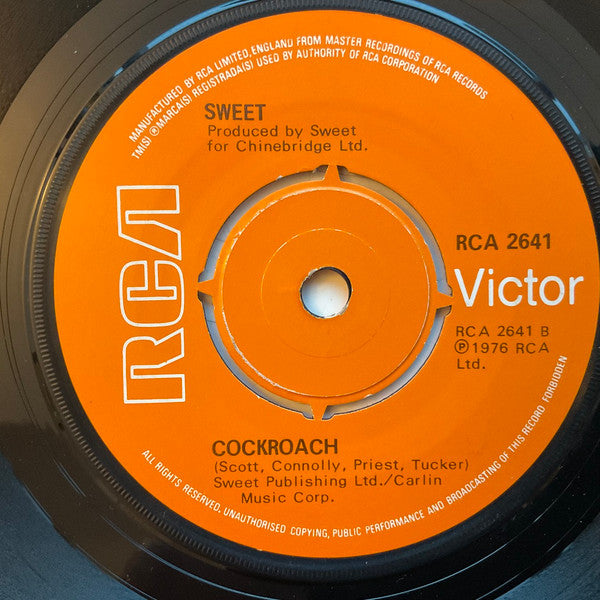 MANUFACTURED BY RCA LIMITED, ENGLAND FROM MASTER RECORDINGS OF RCA RECORDS
TM(S) ® MARCA(S) REGISTRADA(S) USED BY AUTHORITY OF RCA CORPORATION
SWEET
Produced by Sweet
for Chinebridge Ltd.
RCA
RCA 2641
Victor
RCA 2641 B
℗1976 RCA
Ltd.
COCKROACH
(Scott, Connolly, Priest, Tucker)
Sweet Publishing Ltd./Carlin
Music Corp.
ALL RIGHTS RESERVED. UNAUTHORISED COPYING, PUBLIC PERFORMANCE AND BROADCASTING OF THIS RECORD FORBIDDEN